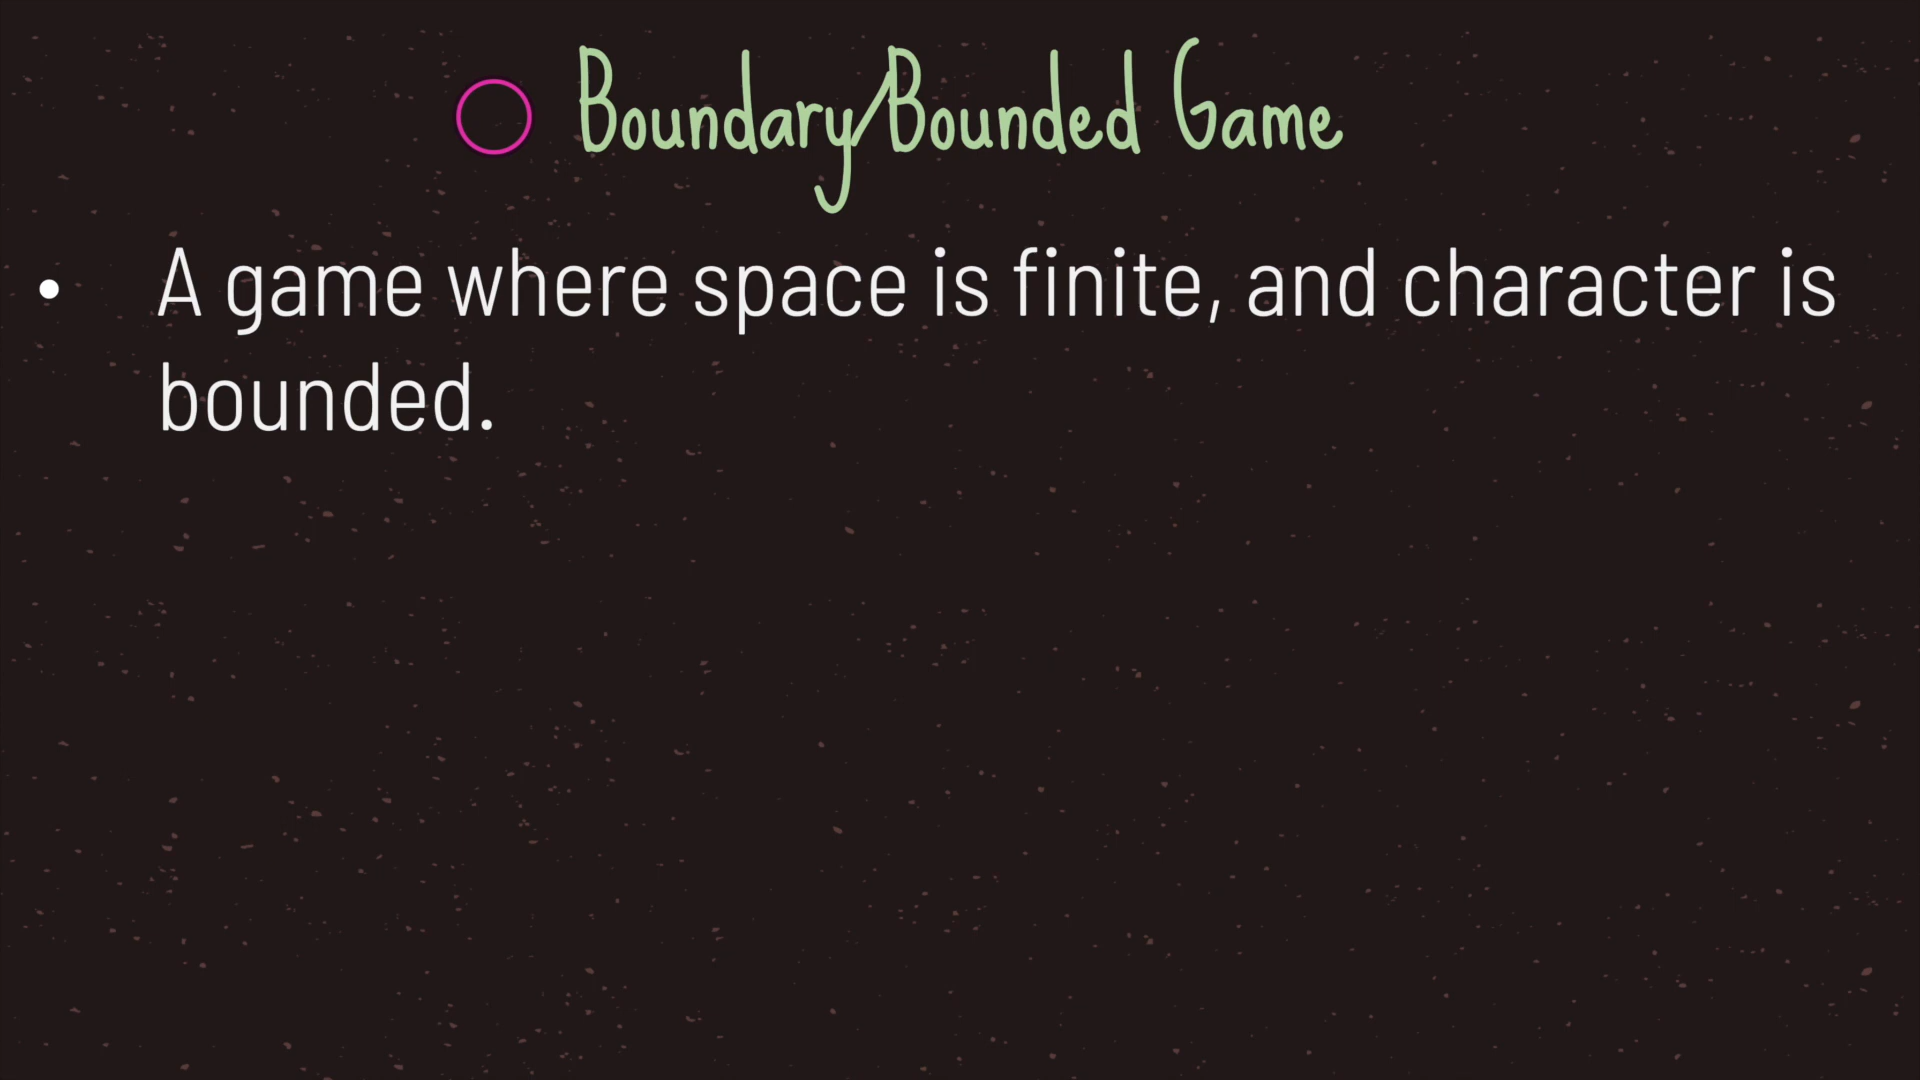 Boundary/Bounded Game
• A game where space is finite, and character is
bounded.